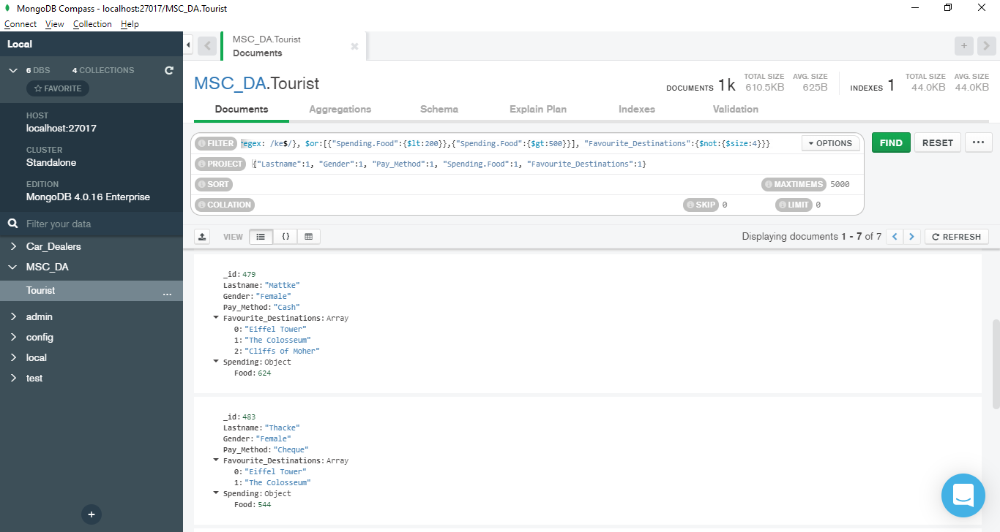 MongoDB Compass - localhost:27017/MSC_DA.Tourist
Connect View Collection Help
Local
6 DBS 4 COLLECTIONS
FAVORITE
HOST
localhost:27017
CLUSTER
Standalone
EDITION
MongoDB 4.0.16 Enterprise
Filter your data
Car_Dealers
MSC_DA
Tourist ...
admin
config
local
test
+
MSC_DA.Tourist
Documents
MSC_DA.Tourist
DOCUMENTS 1k TOTAL SIZE 610.5KB AVG. SIZE 625B INDEXES 1 TOTAL SIZE 44.0KB AVG. SIZE 44.0KB
Documents Aggregations Schema Explain Plan Indexes Validation
FILTER regex: /ke$/}, $or:[{"Spending.Food":{$lt:200}},{"Spending.Food":{$gt:500}}], "Favourite_Destinations":{$not:{$size:4}}} OPTIONS FIND RESET ...
PROJECT {"Lastname":1, "Gender":1, "Pay_Method":1, "Spending.Food":1, "Favourite_Destinations":1}
SORT MAXTIMEMS 5000
COLLATION SKIP 0 LIMIT 0
VIEW {} Displaying documents 1 - 7 of 7 < > REFRESH
_id: 479
Lastname: "Mattke"
Gender: "Female"
Pay_Method: "Cash"
Favourite_Destinations: Array
0: "Eiffel Tower"
1: "The Colosseum"
2: "Cliffs of Moher"
Spending: Object
Food: 624
_id: 483
Lastname: "Thacke"
Gender: "Female"
Pay_Method: "Cheque"
Favourite_Destinations: Array
0: "Eiffel Tower"
1: "The Colosseum"
Spending: Object
Food: 544